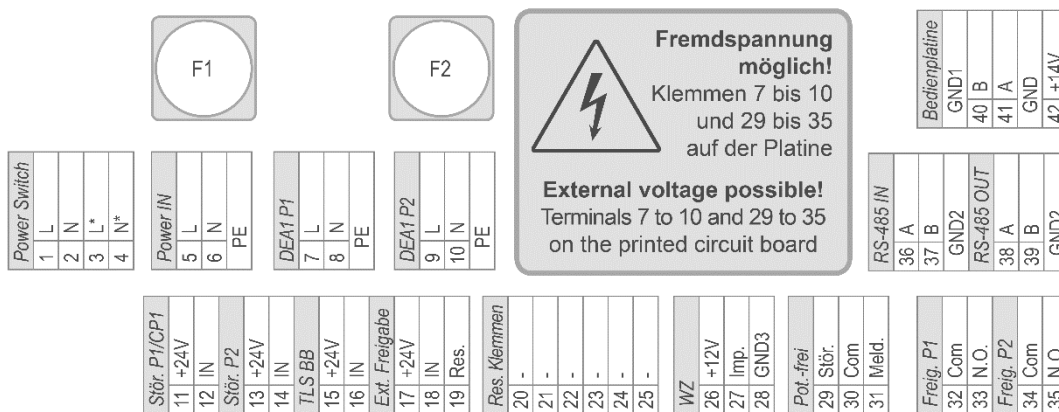 F1
F2
Fremdspannung
möglich!
Klemmen 7 bis 10
und 29 bis 35
auf der Platine
External voltage possible!
Terminals 7 to 10 and 29 to 35
on the printed circuit board
Bedienplatine
GND1
40 B
41 A
GND
42 +14V
Power Switch
1 L
2 N
3 L*
4 N*
Power IN
5 L
6 N
PE
DEA1 P1
7 L
8 N
PE
DEA1 P2
9 L
10 N
PE
RS-485 IN
36 A
37 B
GND2
RS-485 OUT
38 A
39 B
GND2
Stör. P1/CP1
11 +24V
12 IN
Stör. P2
13 +24V
14 IN
TLS BB
15 +24V
16 IN
Ext. Freigabe
17 +24V
18 IN
19 Res.
Res. Klemmen
20 -
21 -
22 -
23 -
24 -
25 -
WZ
26 +12V
27 Imp.
28 GND3
Pot.-frei
29 Stör.
30 Com
31 Meld.
Freig. P1
32 Com
33 N.O.
Freig. P2
34 Com
35 N.O.